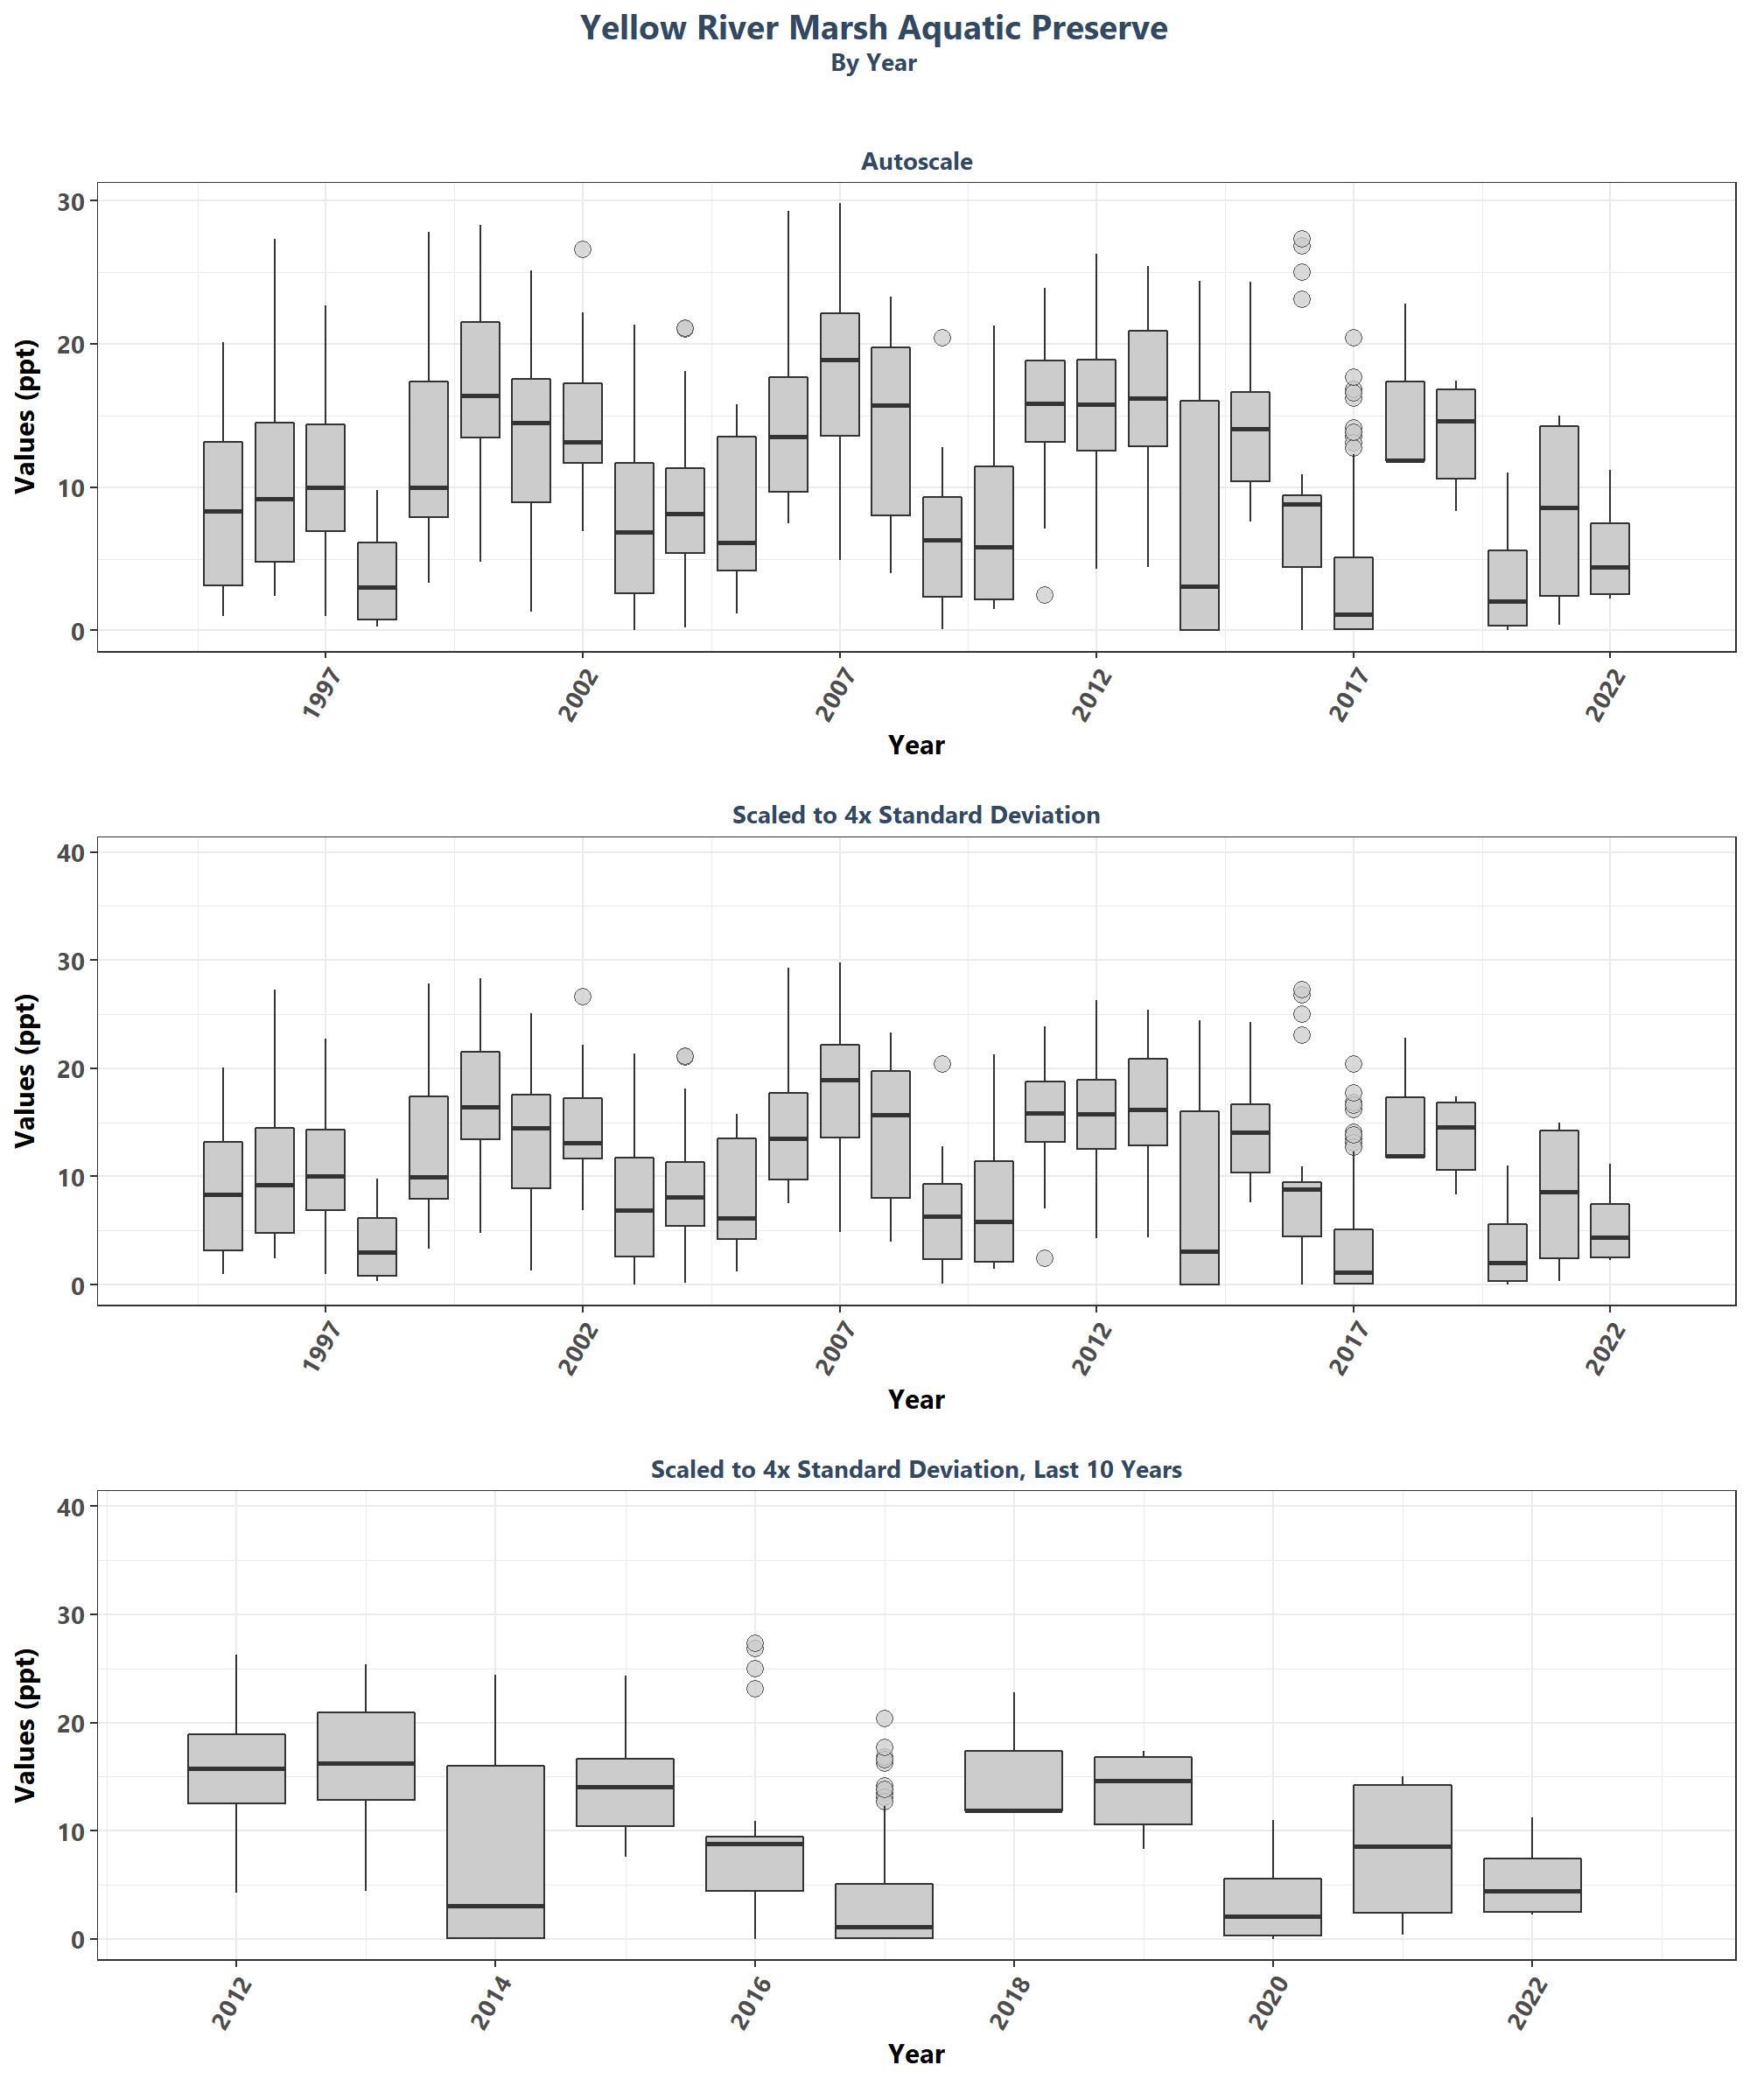 Yellow River Marsh Aquatic Preserve
By Year
Autoscale
Values (ppt)
30
20
10
0
1997
2002
2007
2012
2017
2022
Year
Scaled to 4x Standard Deviation
Values (ppt)
40
30
20
10
0
1997
2002
2007
2012
2017
2022
Year
Scaled to 4x Standard Deviation, Last 10 Years
Values (ppt)
40
30
20
10
0
2012
2014
2016
2018
2020
2022
Year